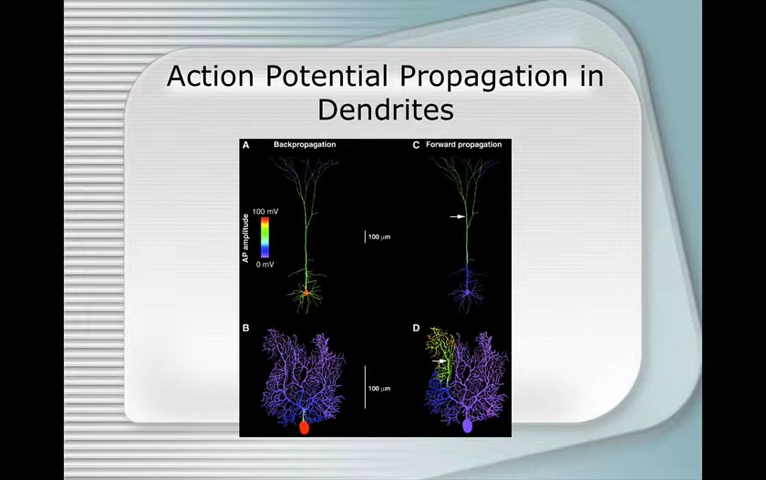 Action Potential Propagation in
Dendrites
A Backpropagation
C Forward propagation
100 mV
AP amplitude
0 mV
100 μm
B
D
100 μm